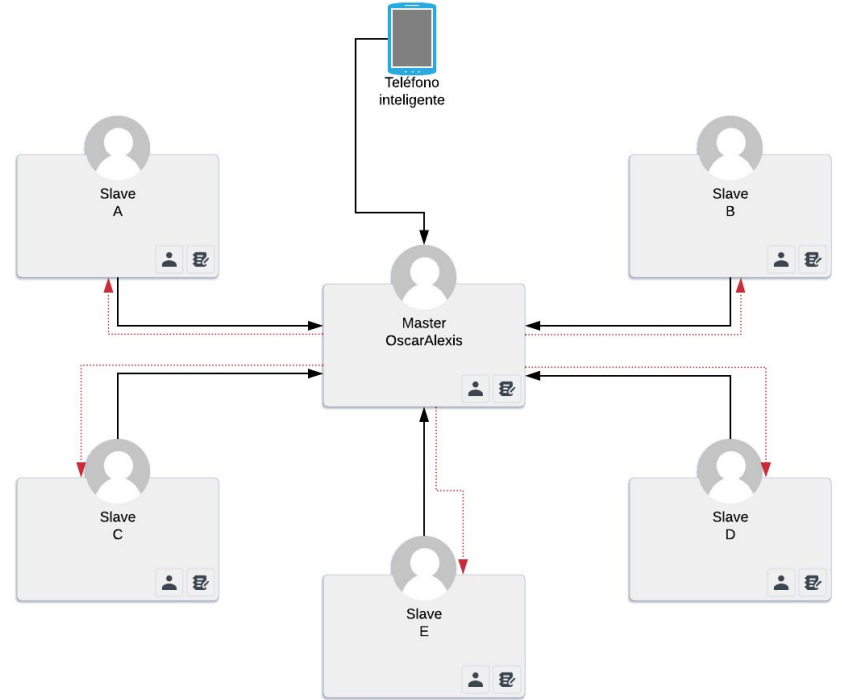 Teléfono
inteligente
Slave
A
Slave
B
Master
OscarAlexis
Slave
C
Slave
D
Slave
E